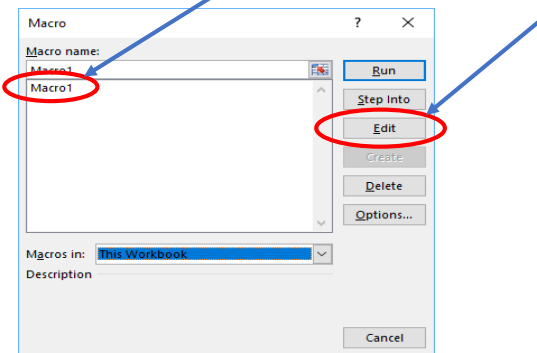 Macro ? ×
Macro name:
Macro1
Run
Macro1
Step Into
Edit
Create
Delete
Options...
Macros in: This Workbook
Description
Cancel